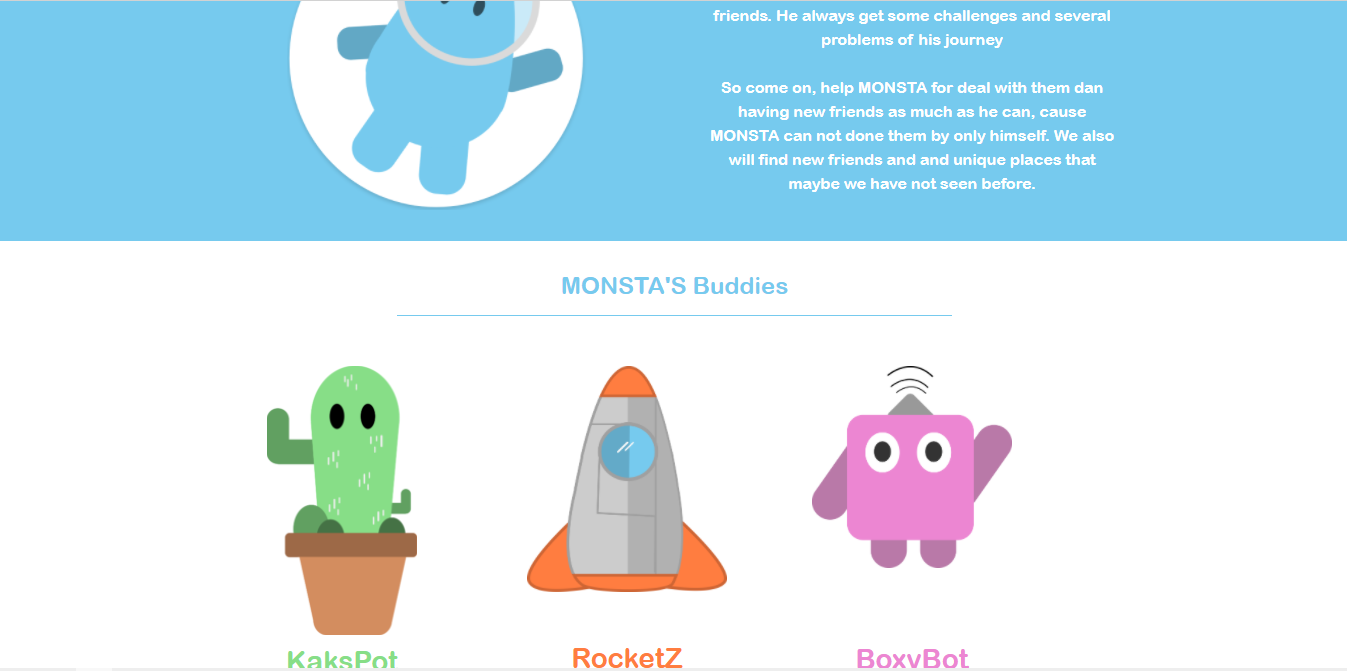 friends. He always get some challenges and several
problems of his journey
So come on, help MONSTA for deal with them dan
having new friends as much as he can, cause
MONSTA can not done them by only himself. We also
will find new friends and and unique places that
maybe we have not seen before.
MONSTA'S Buddies
KaksPot
RocketZ
BoxyBot